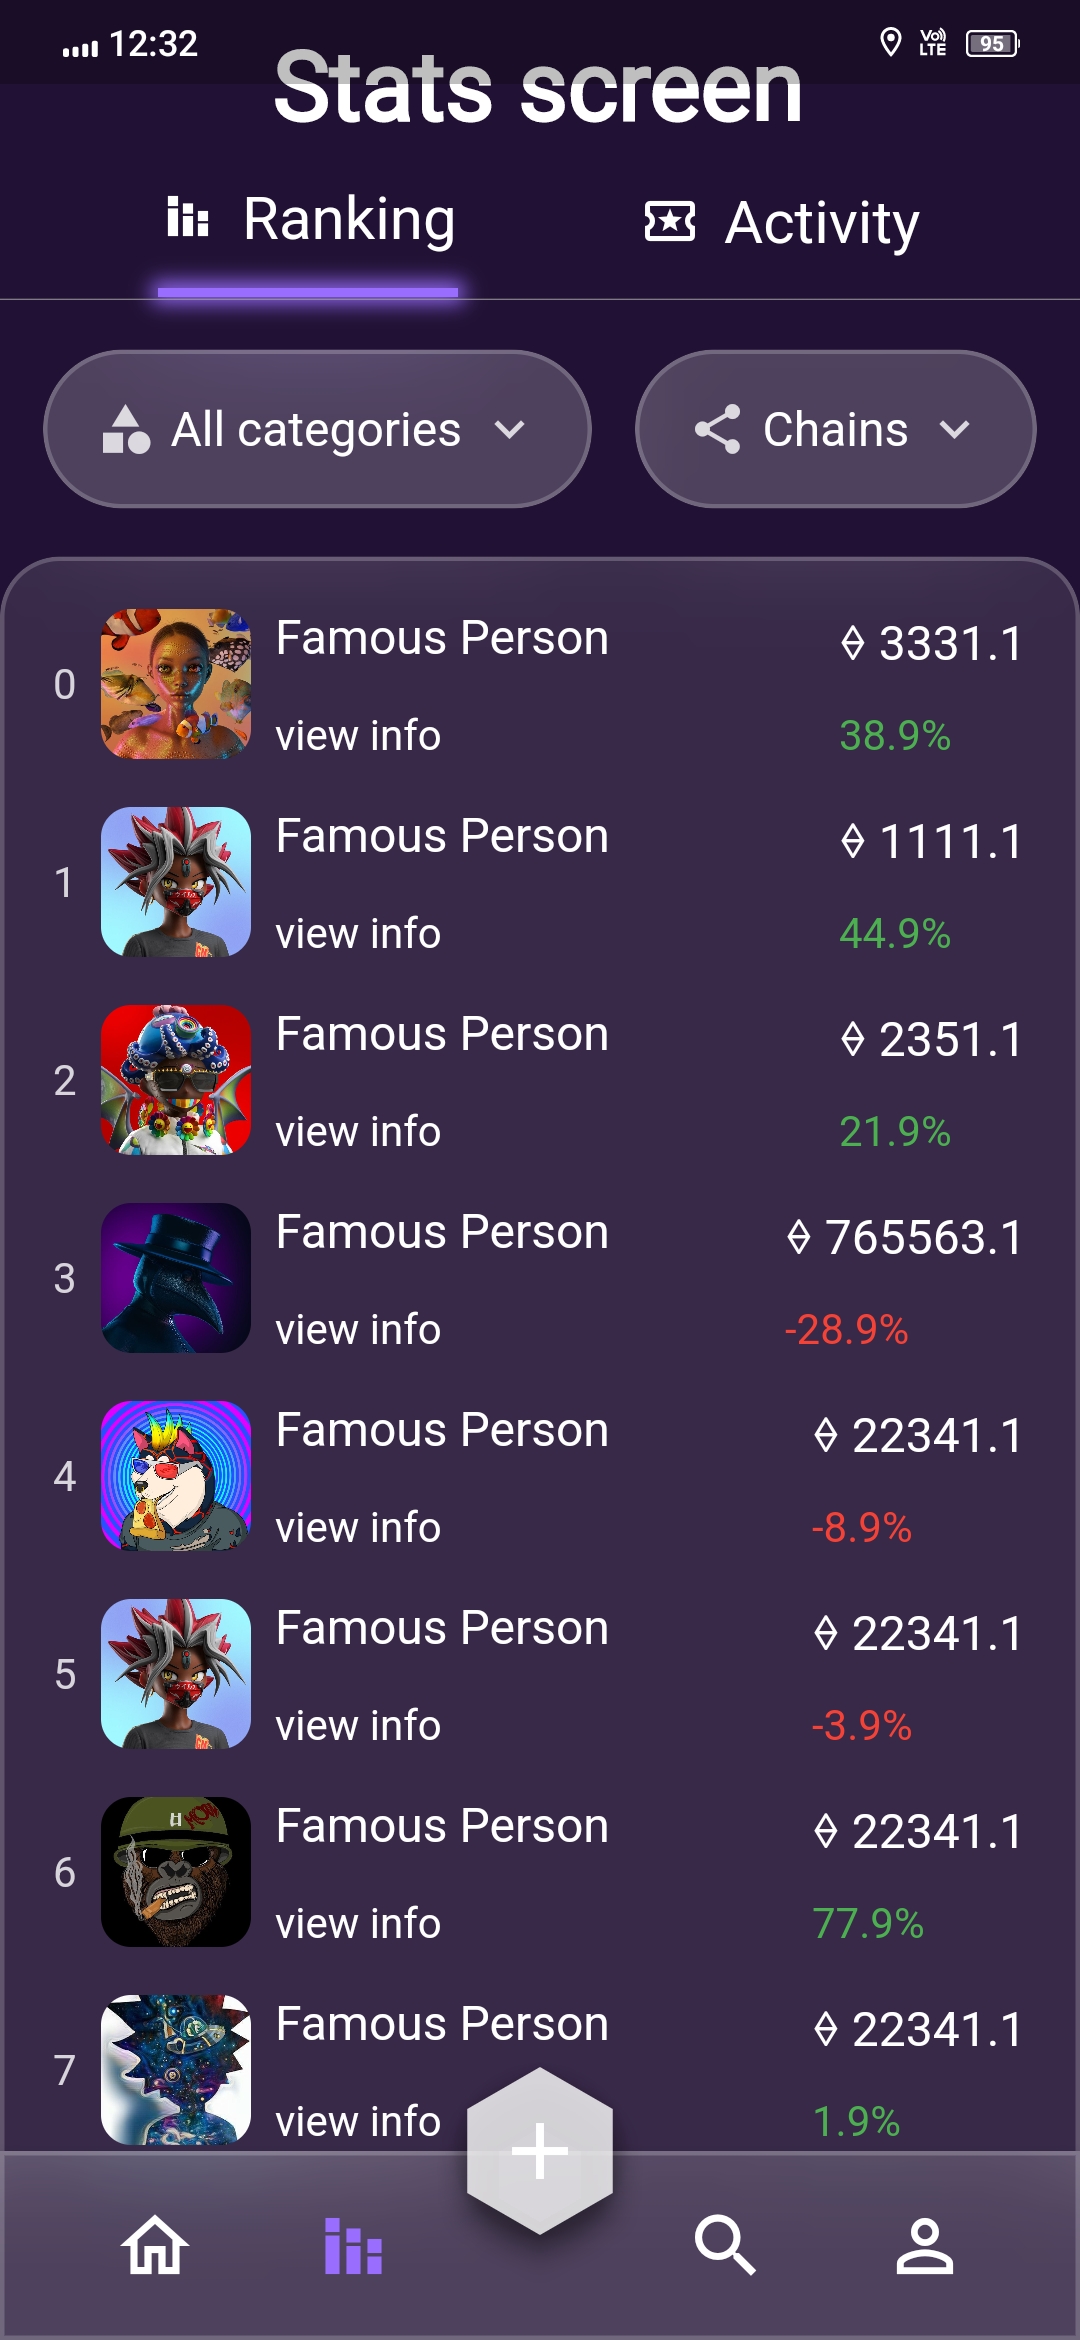 12:32
Vo)
LTE
95
Stats screen
Ranking
Activity
All categories
Chains
0
Famous Person
3331.1
view info
38.9%
1
Famous Person
1111.1
view info
44.9%
2
Famous Person
2351.1
view info
21.9%
3
Famous Person
765563.1
view info
-28.9%
4
Famous Person
22341.1
view info
-8.9%
5
Famous Person
22341.1
view info
-3.9%
6
Famous Person
22341.1
view info
77.9%
7
Famous Person
22341.1
view info
1.9%